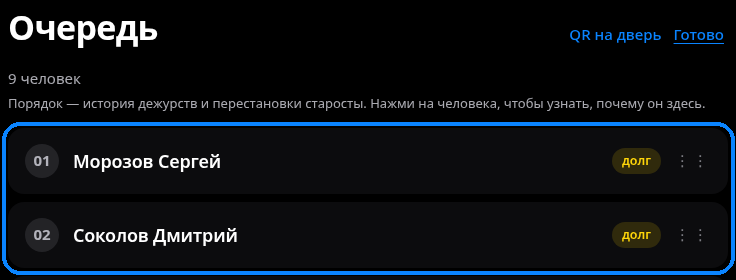 Очередь
QR на дверь Готово
9 человек
Порядок — история дежурств и перестановки старосты. Нажми на человека, чтобы узнать, почему он здесь.
01 Морозов Сергей долг
02 Соколов Дмитрий долг